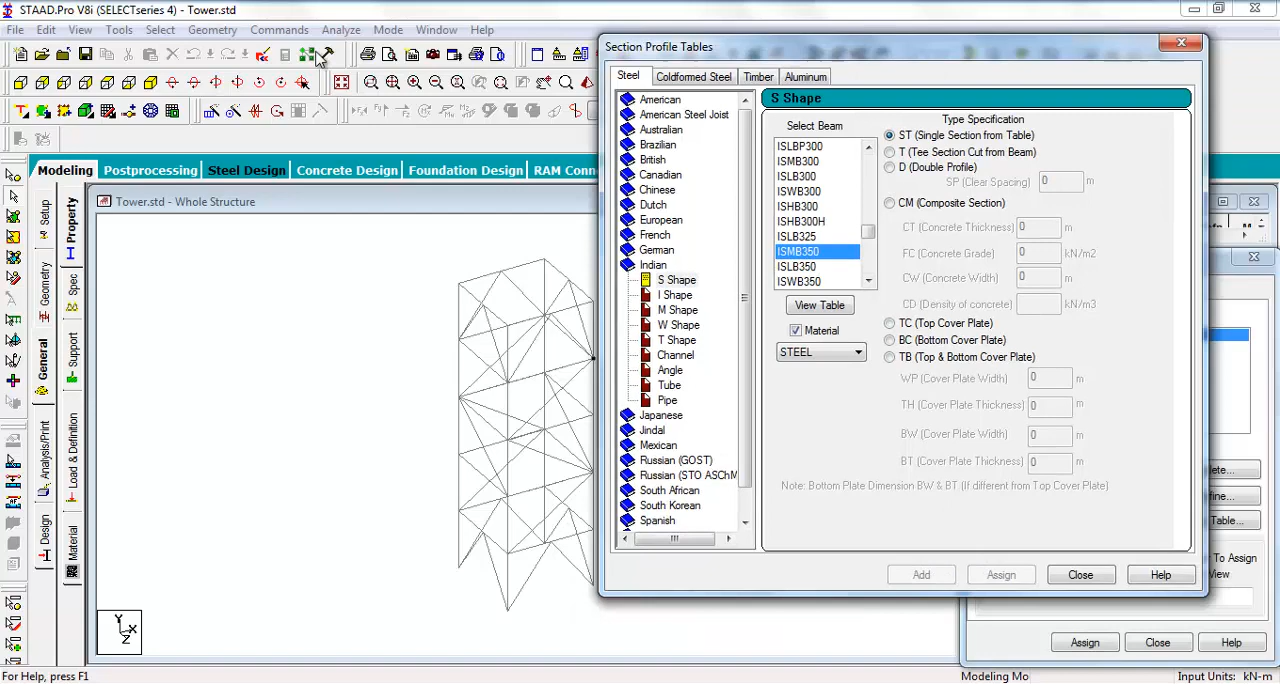 STAAD.Pro V8i (SELECTseries 4) - Tower.std
File Edit View Tools Select Geometry Commands Analyze Mode Window Help
Modeling Postprocessing Steel Design Concrete Design Foundation Design RAM Conn
Tower.std - Whole Structure
Setup
Geometry
General
Analysis/Print
Design
Property
Spec
Support
Load & Definition
Material
Y
X
Z
Section Profile Tables
Steel Coldformed Steel Timber Aluminum
American
American Steel Joist
Australian
Brazilian
British
Canadian
Chinese
Dutch
European
French
German
Indian
S Shape
I Shape
M Shape
W Shape
T Shape
Channel
Angle
Tube
Pipe
Japanese
Jindal
Mexican
Russian (GOST)
Russian (STO ASChM
South African
South Korean
Spanish
S Shape
Select Beam
ISLBP300
ISMB300
ISLB300
ISWB300
ISHB300
ISHB300H
ISLB325
ISMB350
ISLB350
ISWB350
View Table
Material
STEEL
Type Specification
ST (Single Section from Table)
T (Tee Section Cut from Beam)
D (Double Profile)
SP (Clear Spacing) 0 m
CM (Composite Section)
CT (Concrete Thickness) 0 m
FC (Concrete Grade) 0 kN/m2
CW (Concrete Width) 0 m
CD (Density of concrete) kN/m3
TC (Top Cover Plate)
BC (Bottom Cover Plate)
TB (Top & Bottom Cover Plate)
WP (Cover Plate Width) 0 m
TH (Cover Plate Thickness) 0 m
BW (Cover Plate Width) 0 m
BT (Cover Plate Thickness) 0 m
Note: Bottom Plate Dimension BW & BT (If different from Top Cover Plate)
Add Assign Close Help
lete...
fine...
Table...
To Assign
View
Assign Close Help
For Help, press F1
Modeling Mo
Input Units: kN-m